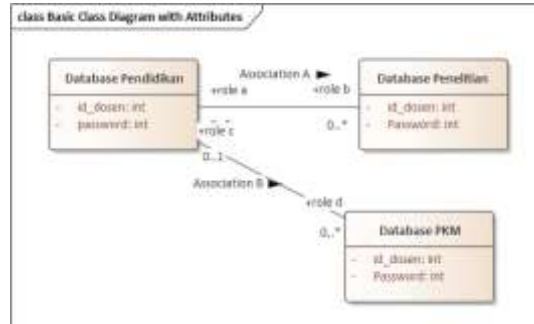 class Basic Class Diagram with Attributes
Database Pendidikan
- id_dosen: int
- password: int
Association A
+role a
+role b
0..*
Database Penelitian
- id_dosen: int
- Password: int
+role c
0..1
Association B
+role d
0..*
Database PKM
- id_dosen: int
- Password: int